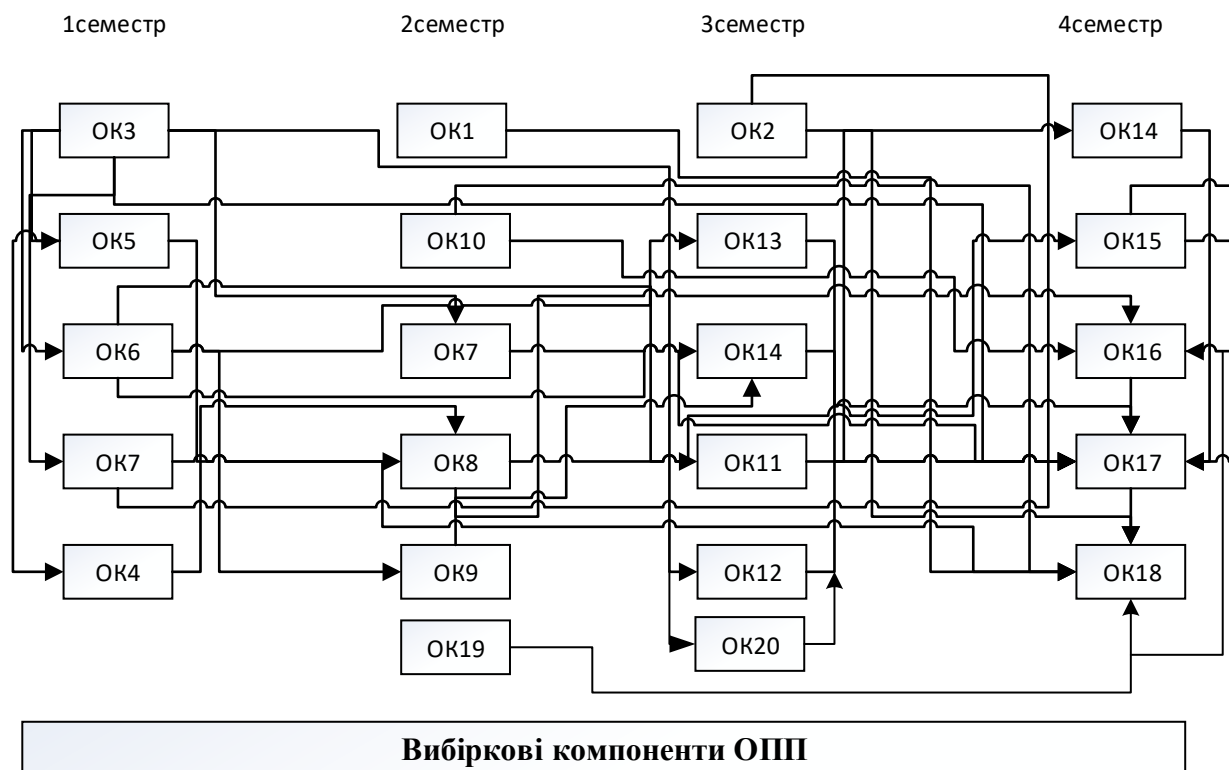 1семестр 2семестр 3семестр 4семестр
ОК3 ОК1 ОК2 ОК14
ОК5 ОК10 ОК13 ОК15
ОК6 ОК7 ОК14 ОК16
ОК7 ОК8 ОК11 ОК17
ОК4 ОК9 ОК12 ОК18
ОК19 ОК20
Вибіркові компоненти ОПП